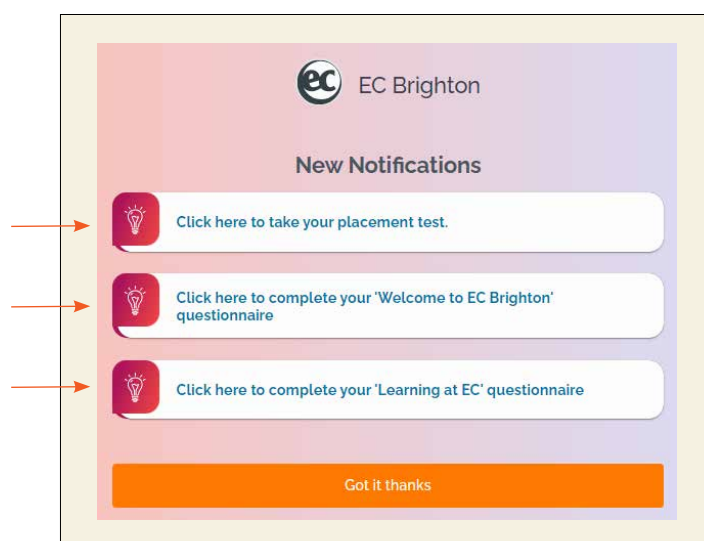 ec EC Brighton
New Notifications
Click here to take your placement test.
Click here to complete your 'Welcome to EC Brighton'
questionnaire
Click here to complete your 'Learning at EC' questionnaire
Got it thanks